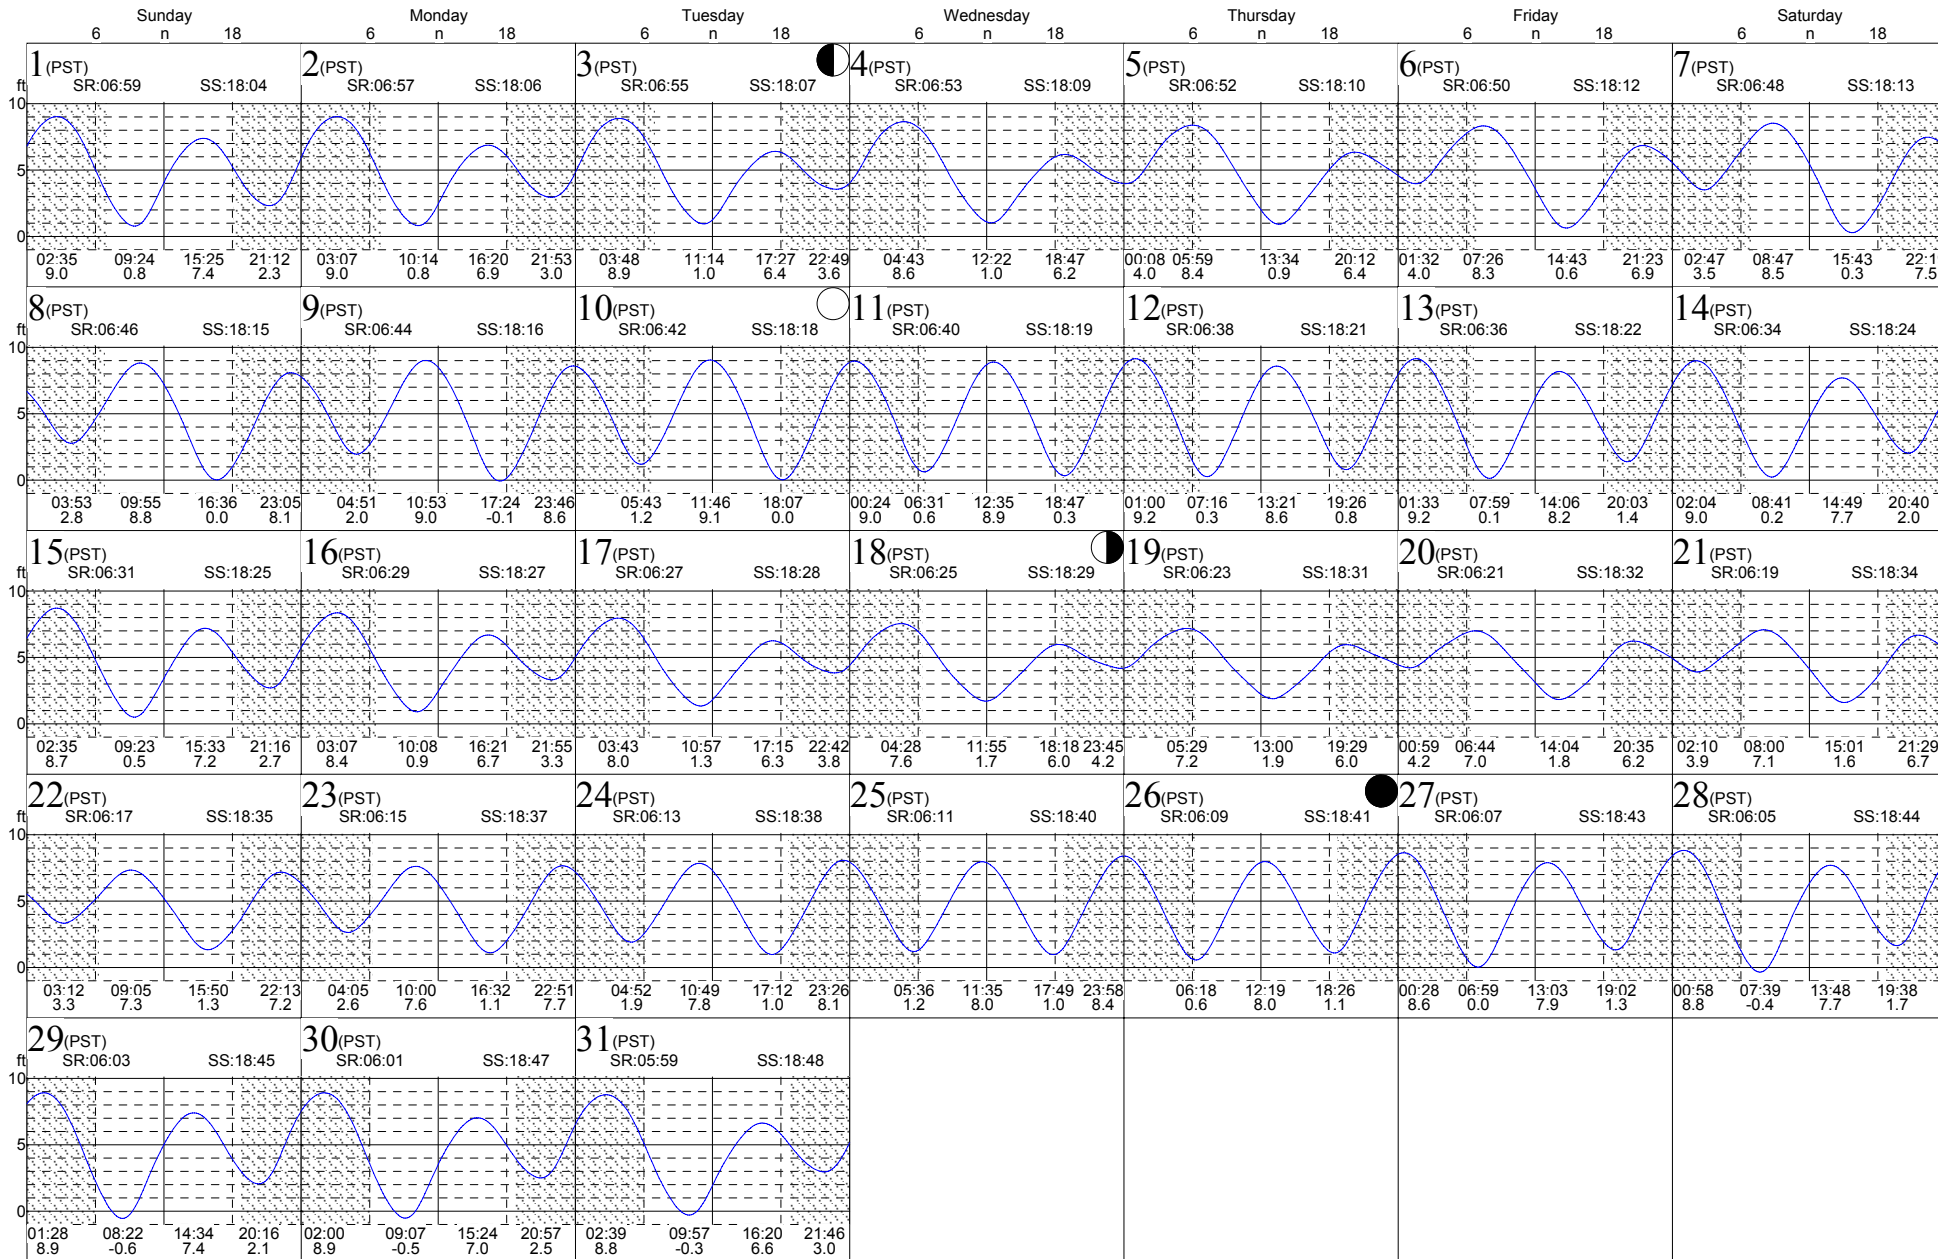 Sunday Monday Tuesday Wednesday Thursday Friday Saturday
6 n 18 6 n 18 6 n 18 6 n 18 6 n 18 6 n 18 6 n 18
1(PST) 2(PST) 3(PST) 4(PST) 5(PST) 6(PST) 7(PST)
ft SR:06:59 SS:18:04 SR:06:57 SS:18:06 SR:06:55 SS:18:07 SR:06:53 SS:18:09 SR:06:52 SS:18:10 SR:06:50 SS:18:12 SR:06:48 SS:18:13
10
5
0
02:35 09:24 15:25 21:12 03:07 10:14 16:20 21:53 03:48 11:14 17:27 22:49 04:43 12:22 18:47 00:08 05:59 13:34 20:12 01:32 07:26 14:43 21:23 02:47 08:47 15:43 22:1
9.0 0.8 7.4 2.3 9.0 0.8 6.9 3.0 8.9 1.0 6.4 3.6 8.6 1.0 6.2 4.0 8.4 0.9 6.4 4.0 8.3 0.6 6.9 3.5 8.5 0.3 7.5
8(PST) 9(PST) 10(PST) 11(PST) 12(PST) 13(PST) 14(PST)
ft SR:06:46 SS:18:15 SR:06:44 SS:18:16 SR:06:42 SS:18:18 SR:06:40 SS:18:19 SR:06:38 SS:18:21 SR:06:36 SS:18:22 SR:06:34 SS:18:24
10
5
0
03:53 09:55 16:36 23:05 04:51 10:53 17:24 23:46 05:43 11:46 18:07 00:24 06:31 12:35 18:47 01:00 07:16 13:21 19:26 01:33 07:59 14:06 20:03 02:04 08:41 14:49 20:40
2.8 8.8 0.0 8.1 2.0 9.0 -0.1 8.6 1.2 9.1 0.0 9.0 0.6 8.9 0.3 9.2 0.3 8.6 0.8 9.2 0.1 8.2 1.4 9.0 0.2 7.7 2.0
15(PST) 16(PST) 17(PST) 18(PST) 19(PST) 20(PST) 21(PST)
ft SR:06:31 SS:18:25 SR:06:29 SS:18:27 SR:06:27 SS:18:28 SR:06:25 SS:18:29 SR:06:23 SS:18:31 SR:06:21 SS:18:32 SR:06:19 SS:18:34
10
5
0
02:35 09:23 15:33 21:16 03:07 10:08 16:21 21:55 03:43 10:57 17:15 22:42 04:28 11:55 18:18 23:45 05:29 13:00 19:29 00:59 06:44 14:04 20:35 02:10 08:00 15:01 21:29
8.7 0.5 7.2 2.7 8.4 0.9 6.7 3.3 8.0 1.3 6.3 3.8 7.6 1.7 6.0 4.2 7.2 1.9 6.0 4.2 7.0 1.8 6.2 3.9 7.1 1.6 6.7
22(PST) 23(PST) 24(PST) 25(PST) 26(PST) 27(PST) 28(PST)
ft SR:06:17 SS:18:35 SR:06:15 SS:18:37 SR:06:13 SS:18:38 SR:06:11 SS:18:40 SR:06:09 SS:18:41 SR:06:07 SS:18:43 SR:06:05 SS:18:44
10
5
0
03:12 09:05 15:50 22:13 04:05 10:00 16:32 22:51 04:52 10:49 17:12 23:26 05:36 11:35 17:49 23:58 06:18 12:19 18:26 00:28 06:59 13:03 19:02 00:58 07:39 13:48 19:38
3.3 7.3 1.3 7.2 2.6 7.6 1.1 7.7 1.9 7.8 1.0 8.1 1.2 8.0 1.0 8.4 0.6 8.0 1.1 8.6 0.0 7.9 1.3 8.8 -0.4 7.7 1.7
29(PST) 30(PST) 31(PST)
ft SR:06:03 SS:18:45 SR:06:01 SS:18:47 SR:05:59 SS:18:48
10
5
0
01:28 08:22 14:34 20:16 02:00 09:07 15:24 20:57 02:39 09:57 16:20 21:46
8.9 -0.6 7.4 2.1 8.9 -0.5 7.0 2.5 8.8 -0.3 6.6 3.0